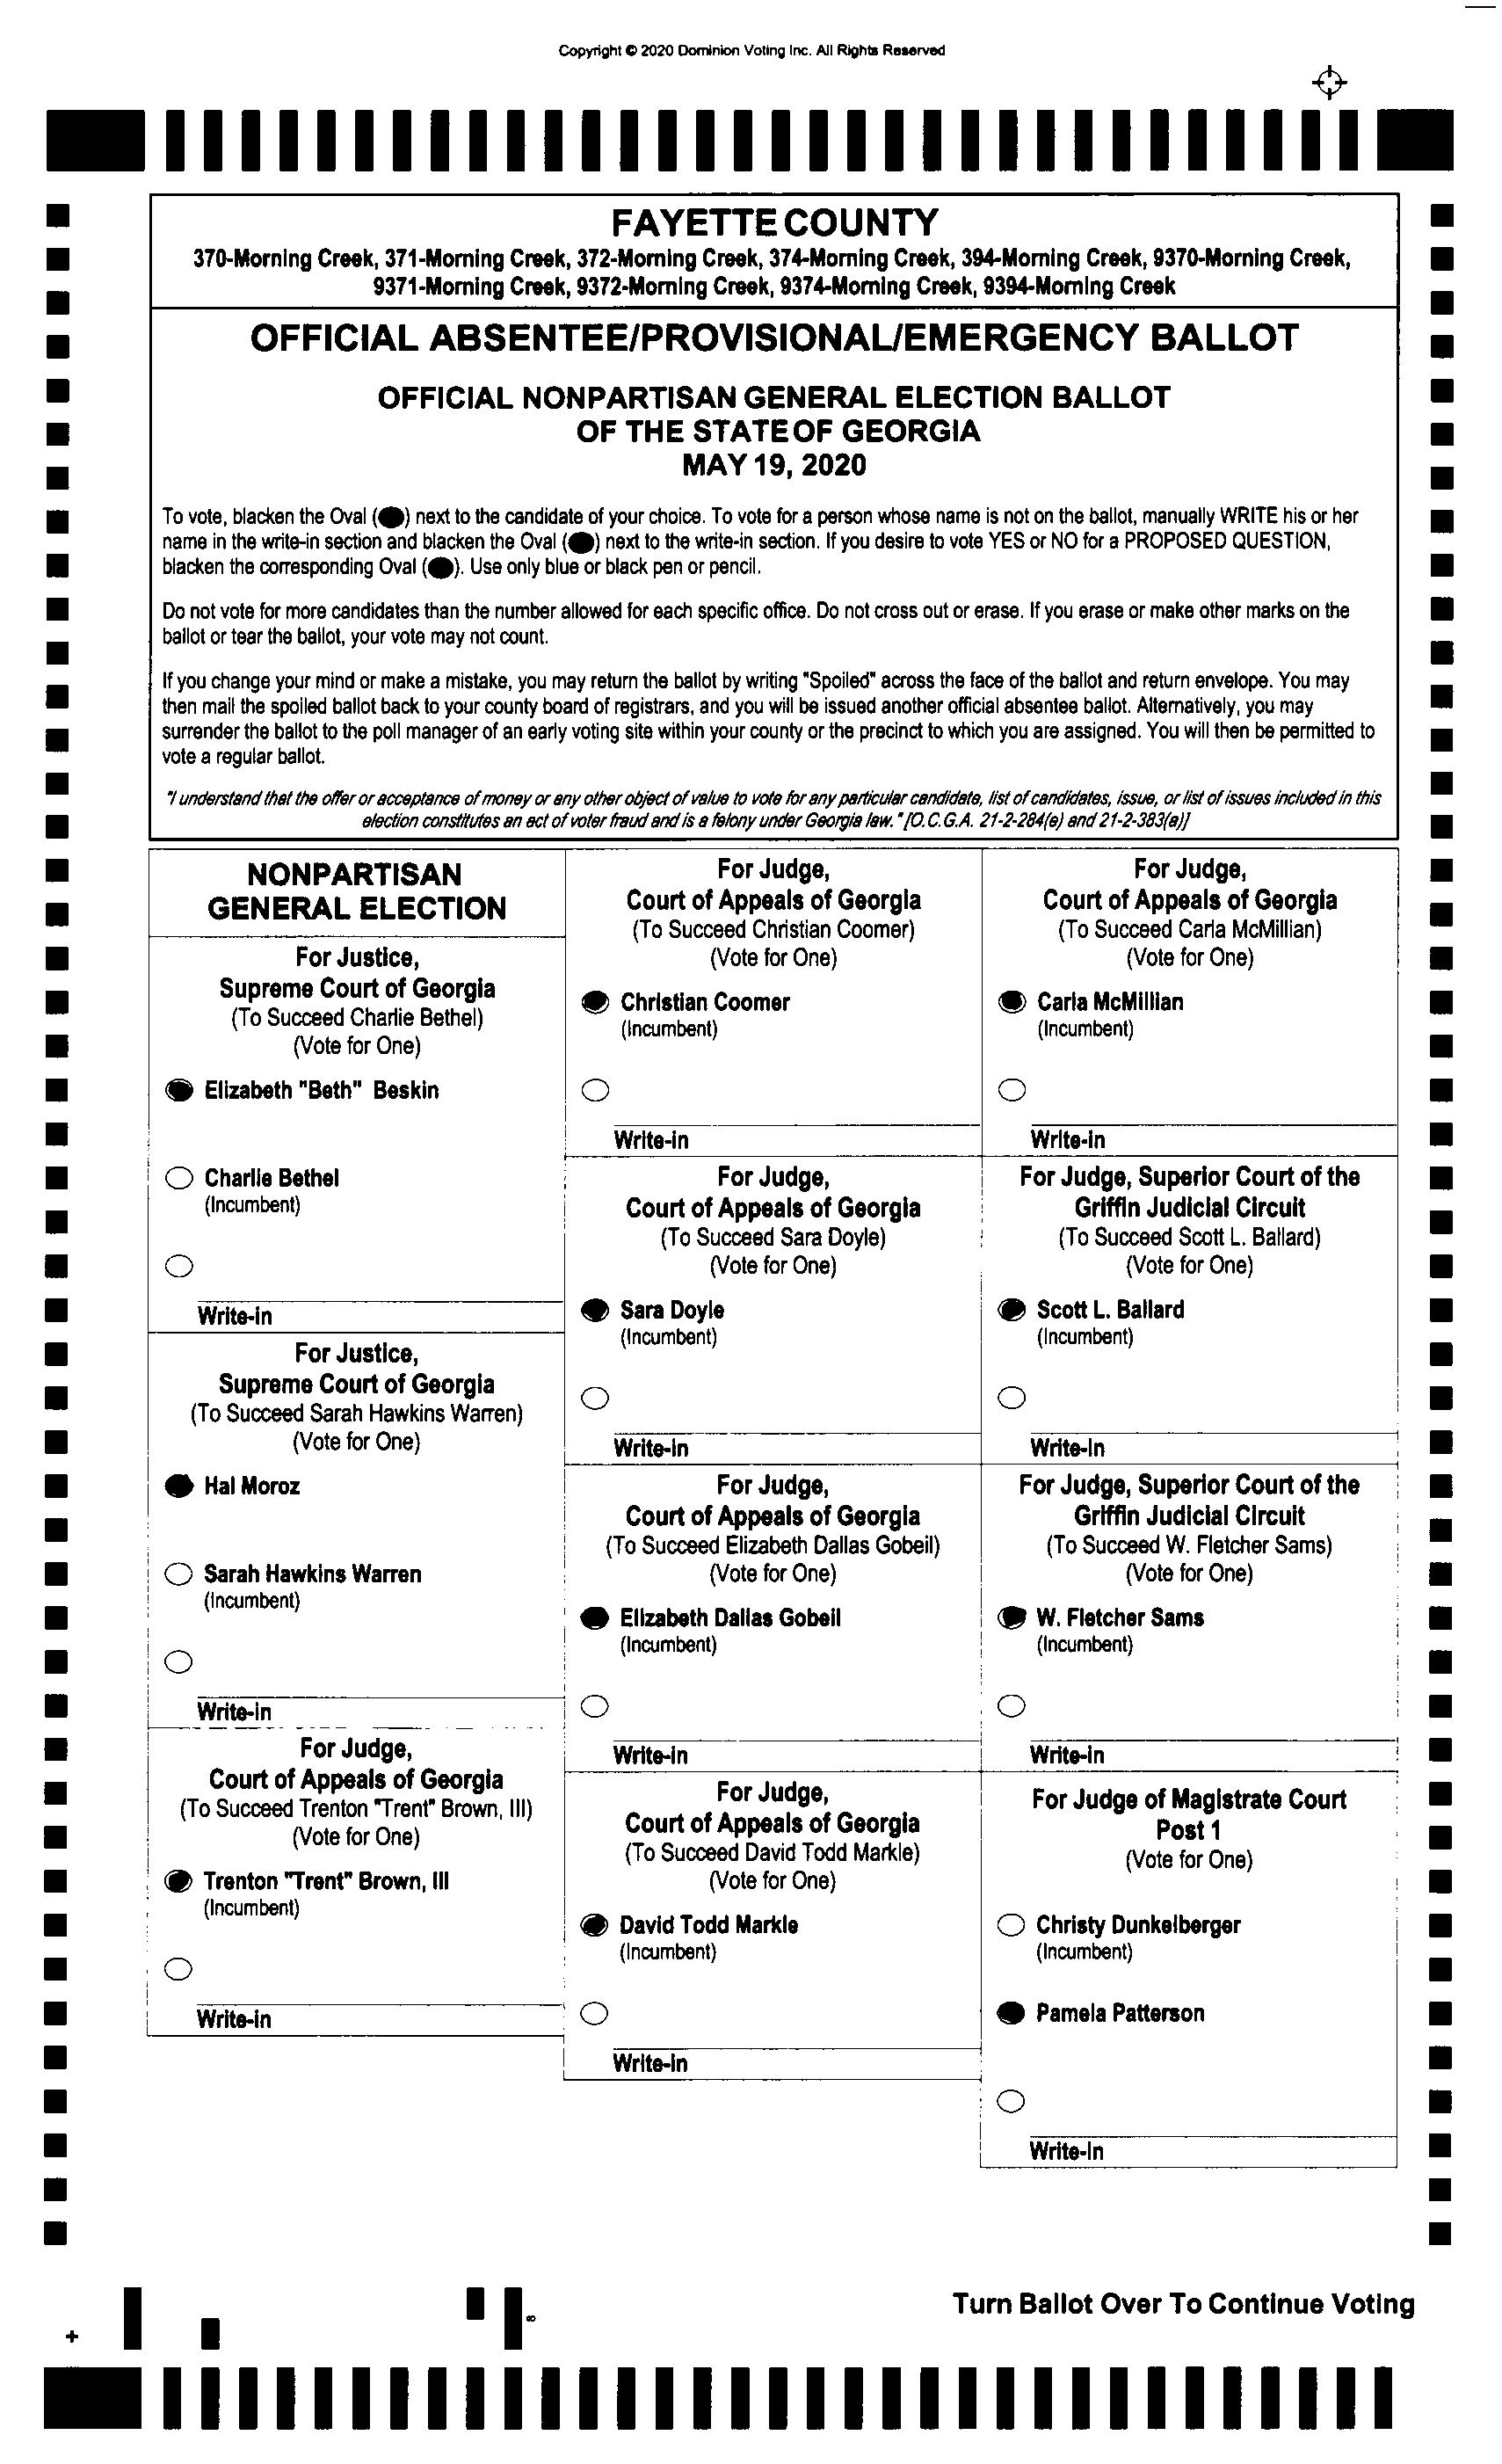 Copyright © 2020 Dominion Voting Inc. All Rights Reserved
FAYETTE COUNTY
370-Morning Creek, 371-Morning Creek, 372-Morning Creek, 374-Morning Creek, 394-Morning Creek, 9370-Morning Creek,
9371-Morning Creek, 9372-Morning Creek, 9374-Morning Creek, 9394-Morning Creek
OFFICIAL ABSENTEE/PROVISIONAL/EMERGENCY BALLOT
OFFICIAL NONPARTISAN GENERAL ELECTION BALLOT
OF THE STATE OF GEORGIA
MAY 19, 2020
To vote, blacken the Oval (●) next to the candidate of your choice. To vote for a person whose name is not on the ballot, manually WRITE his or her
name in the write-in section and blacken the Oval (●) next to the write-in section. If you desire to vote YES or NO for a PROPOSED QUESTION,
blacken the corresponding Oval (●). Use only blue or black pen or pencil.
Do not vote for more candidates than the number allowed for each specific office. Do not cross out or erase. If you erase or make other marks on the
ballot or tear the ballot, your vote may not count.
If you change your mind or make a mistake, you may return the ballot by writing "Spoiled" across the face of the ballot and return envelope. You may
then mail the spoiled ballot back to your county board of registrars, and you will be issued another official absentee ballot. Alternatively, you may
surrender the ballot to the poll manager of an early voting site within your county or the precinct to which you are assigned. You will then be permitted to
vote a regular ballot.
"I understand that the offer or acceptance of money or any other object of value to vote for any particular candidate, list of candidates, issue, or list of issues included in this
election constitutes an act of voter fraud and is a felony under Georgia law." [O.C.G.A. 21-2-284(e) and 21-2-383(a)]
NONPARTISAN
GENERAL ELECTION
For Justice,
Supreme Court of Georgia
(To Succeed Charlie Bethel)
(Vote for One)
Elizabeth "Beth" Beskin
Charlie Bethel
(Incumbent)
Write-in
For Justice,
Supreme Court of Georgia
(To Succeed Sarah Hawkins Warren)
(Vote for One)
Hal Moroz
Sarah Hawkins Warren
(Incumbent)
Write-in
For Judge,
Court of Appeals of Georgia
(To Succeed Trenton "Trent" Brown, III)
(Vote for One)
Trenton "Trent" Brown, III
(Incumbent)
Write-in
For Judge,
Court of Appeals of Georgia
(To Succeed Christian Coomer)
(Vote for One)
Christian Coomer
(Incumbent)
Write-in
For Judge,
Court of Appeals of Georgia
(To Succeed Sara Doyle)
(Vote for One)
Sara Doyle
(Incumbent)
Write-in
For Judge,
Court of Appeals of Georgia
(To Succeed Elizabeth Dallas Gobeil)
(Vote for One)
Elizabeth Dallas Gobeil
(Incumbent)
Write-in
For Judge,
Court of Appeals of Georgia
(To Succeed David Todd Markle)
(Vote for One)
David Todd Markle
(Incumbent)
Write-in
For Judge,
Court of Appeals of Georgia
(To Succeed Carla McMillian)
(Vote for One)
Carla McMillian
(Incumbent)
Write-in
For Judge, Superior Court of the
Griffin Judicial Circuit
(To Succeed Scott L. Ballard)
(Vote for One)
Scott L. Ballard
(Incumbent)
Write-in
For Judge, Superior Court of the
Griffin Judicial Circuit
(To Succeed W. Fletcher Sams)
(Vote for One)
W. Fletcher Sams
(Incumbent)
Write-in
For Judge of Magistrate Court
Post 1
(Vote for One)
Christy Dunkelberger
(Incumbent)
Pamela Patterson
Write-in
Turn Ballot Over To Continue Voting